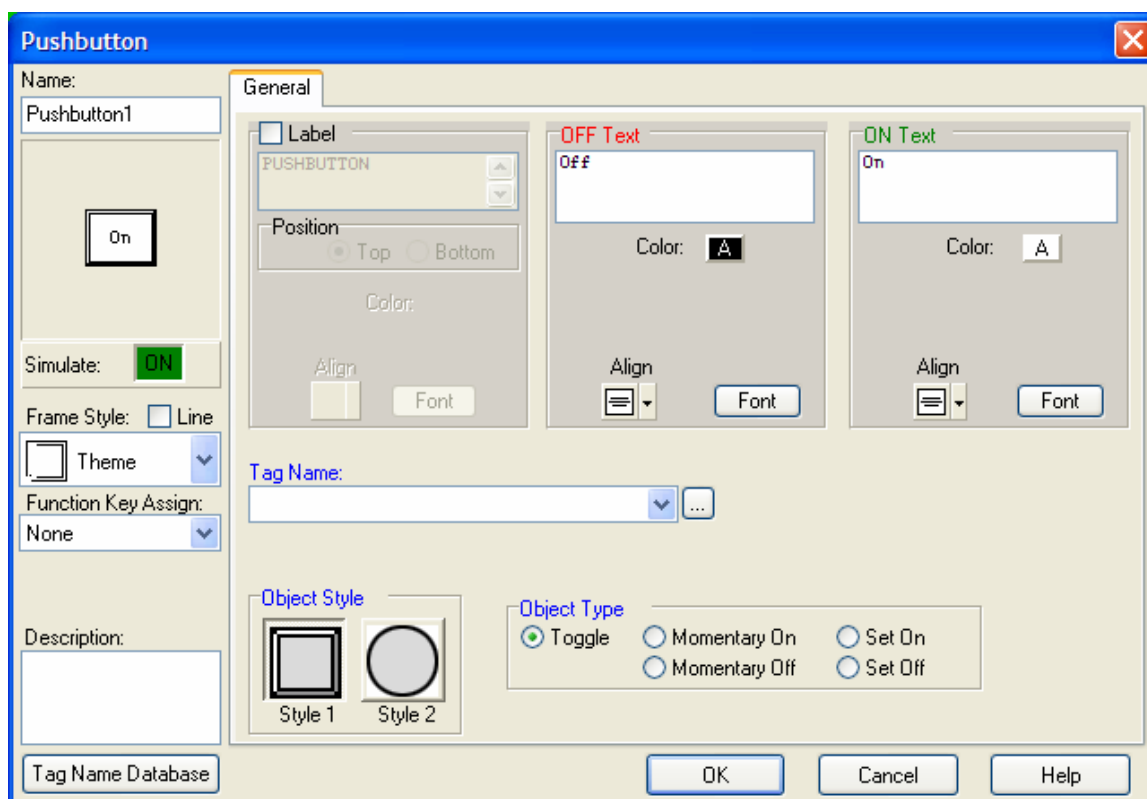 Pushbutton
Name:
Pushbutton1
On
Simulate: ON
Frame Style: Line
Theme
Function Key Assign:
None
Description:
Tag Name Database
General
Label
PUSHBUTTON
Position
Top Bottom
Color:
Align
Font
OFF Text
Off
Color: A
Align
Font
ON Text
On
Color: A
Align
Font
Tag Name:
...
Object Style
Style 1 Style 2
Object Type
Toggle Momentary On Set On
Momentary Off Set Off
OK Cancel Help